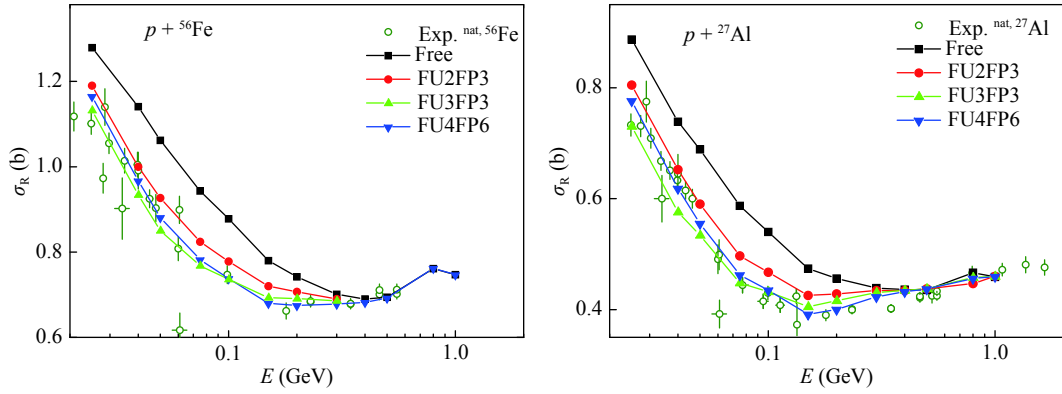 p + ⁵⁶Fe
Exp. ⁿᵃᵗ, ⁵⁶Fe
Free
FU2FP3
FU3FP3
FU4FP6
1.2
1.0
0.8
0.6
σR (b)
0.1
1.0
E (GeV)
p + ²⁷Al
Exp. ⁿᵃᵗ, ²⁷Al
Free
FU2FP3
FU3FP3
FU4FP6
0.8
0.6
0.4
σR (b)
0.1
1.0
E (GeV)